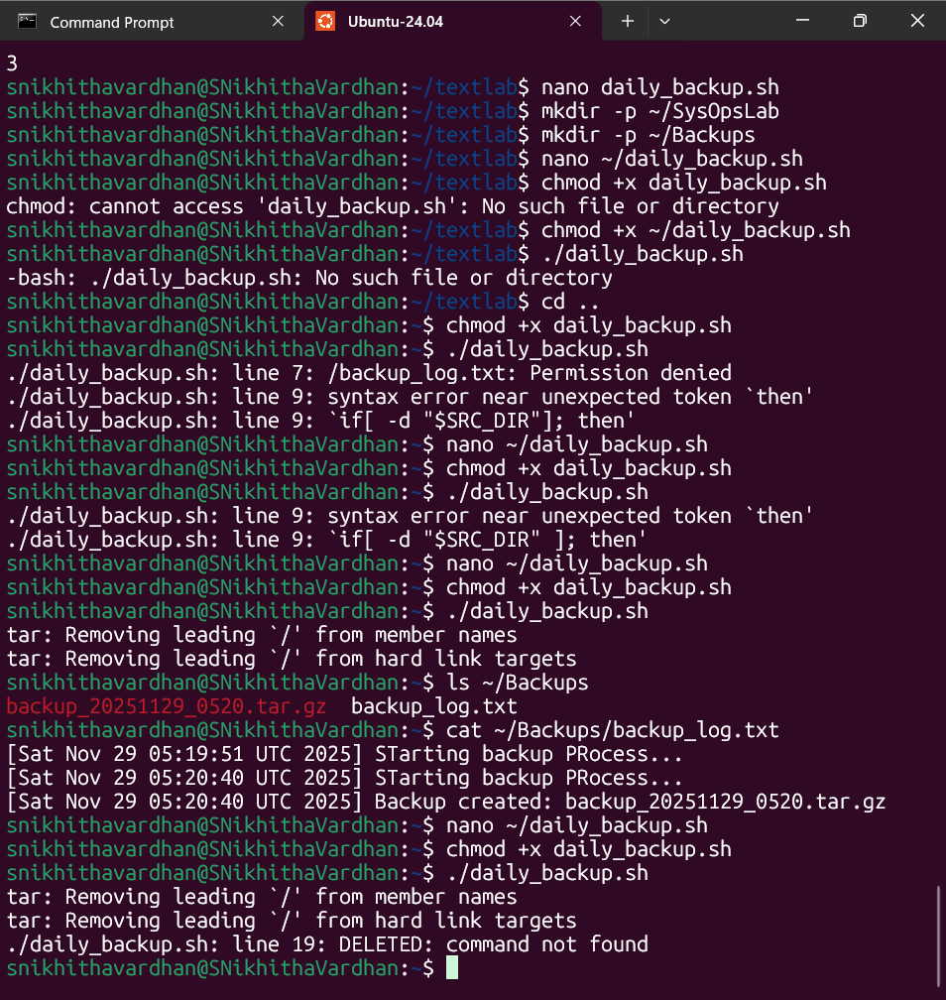 Command Prompt
Ubuntu-24.04
3
snikhithavardhan@SNikhithaVardhan:~/textlab$ nano daily_backup.sh
snikhithavardhan@SNikhithaVardhan:~/textlab$ mkdir -p ~/SysOpsLab
snikhithavardhan@SNikhithaVardhan:~/textlab$ mkdir -p ~/Backups
snikhithavardhan@SNikhithaVardhan:~/textlab$ nano ~/daily_backup.sh
snikhithavardhan@SNikhithaVardhan:~/textlab$ chmod +x daily_backup.sh
chmod: cannot access 'daily_backup.sh': No such file or directory
snikhithavardhan@SNikhithaVardhan:~/textlab$ chmod +x ~/daily_backup.sh
snikhithavardhan@SNikhithaVardhan:~/textlab$ ./daily_backup.sh
-bash: ./daily_backup.sh: No such file or directory
snikhithavardhan@SNikhithaVardhan:~/textlab$ cd ..
snikhithavardhan@SNikhithaVardhan:~$ chmod +x daily_backup.sh
snikhithavardhan@SNikhithaVardhan:~$ ./daily_backup.sh
./daily_backup.sh: line 7: /backup_log.txt: Permission denied
./daily_backup.sh: line 9: syntax error near unexpected token `then'
./daily_backup.sh: line 9: `if[ -d "$SRC_DIR"]; then'
snikhithavardhan@SNikhithaVardhan:~$ nano ~/daily_backup.sh
snikhithavardhan@SNikhithaVardhan:~$ chmod +x daily_backup.sh
snikhithavardhan@SNikhithaVardhan:~$ ./daily_backup.sh
./daily_backup.sh: line 9: syntax error near unexpected token `then'
./daily_backup.sh: line 9: `if[ -d "$SRC_DIR" ]; then'
snikhithavardhan@SNikhithaVardhan:~$ nano ~/daily_backup.sh
snikhithavardhan@SNikhithaVardhan:~$ chmod +x daily_backup.sh
snikhithavardhan@SNikhithaVardhan:~$ ./daily_backup.sh
tar: Removing leading `/' from member names
tar: Removing leading `/' from hard link targets
snikhithavardhan@SNikhithaVardhan:~$ ls ~/Backups
backup_20251129_0520.tar.gz  backup_log.txt
snikhithavardhan@SNikhithaVardhan:~$ cat ~/Backups/backup_log.txt
[Sat Nov 29 05:19:51 UTC 2025] STarting backup PRocess...
[Sat Nov 29 05:20:40 UTC 2025] STarting backup PRocess...
[Sat Nov 29 05:20:40 UTC 2025] Backup created: backup_20251129_0520.tar.gz
snikhithavardhan@SNikhithaVardhan:~$ nano ~/daily_backup.sh
snikhithavardhan@SNikhithaVardhan:~$ chmod +x daily_backup.sh
snikhithavardhan@SNikhithaVardhan:~$ ./daily_backup.sh
tar: Removing leading `/' from member names
tar: Removing leading `/' from hard link targets
./daily_backup.sh: line 19: DELETED: command not found
snikhithavardhan@SNikhithaVardhan:~$